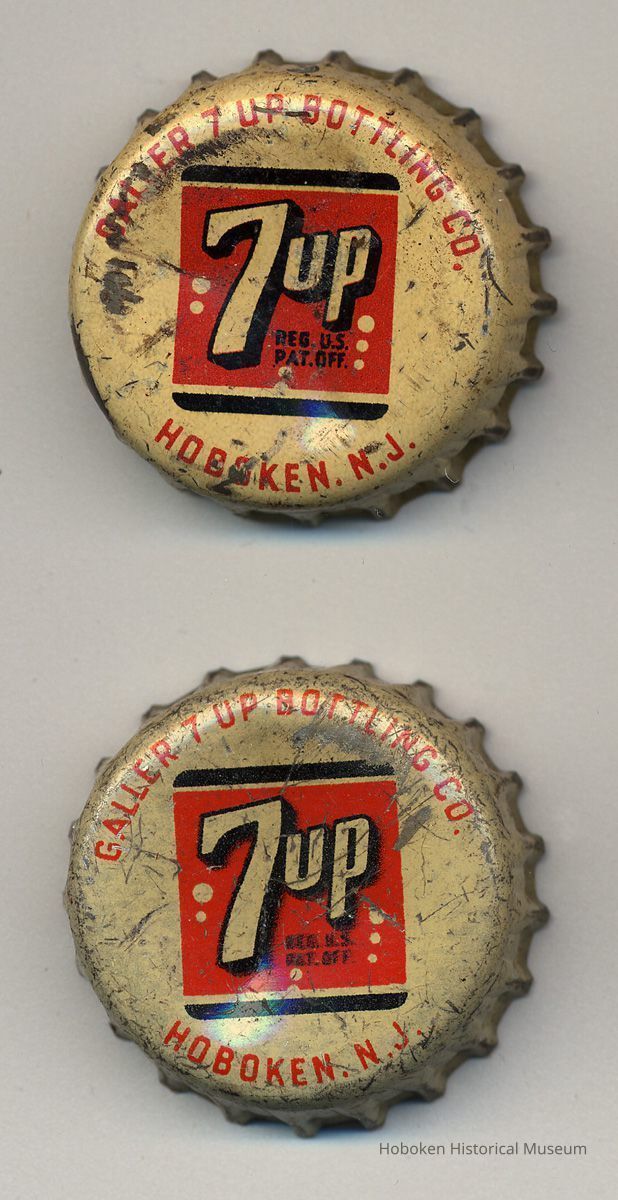 GALLER 7 UP BOTTLING CO.
7up
REG. U.S.
PAT. OFF.
HOBOKEN. N.J.
GALLER 7 UP BOTTLING CO.
7up
REG. U.S.
PAT. OFF.
HOBOKEN. N.J.
Hoboken Historical Museum